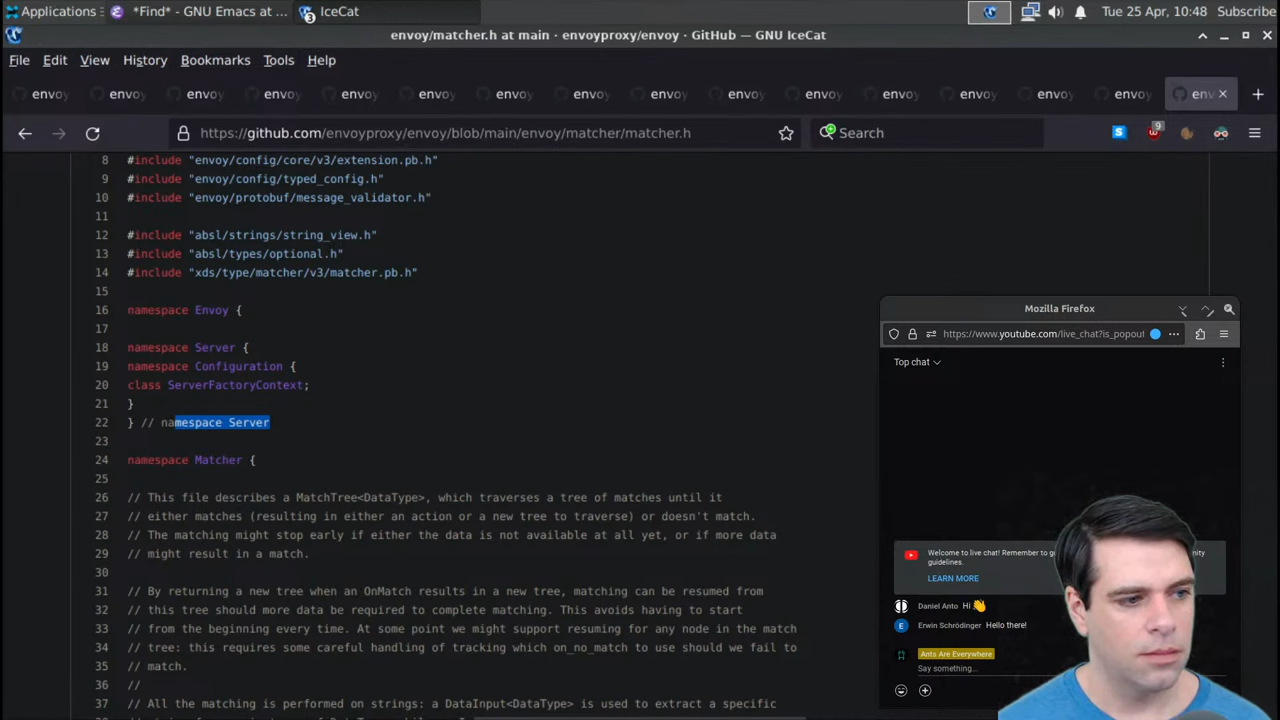 Applications
*Find* - GNU Emacs at ...
3
IceCat
Tue 25 Apr, 10:48
Subscribe
envoy/matcher.h at main · envoyproxy/envoy · GitHub — GNU IceCat
File Edit View History Bookmarks Tools Help
envoy envoy envoy envoy envoy envoy envoy envoy envoy envoy envoy envoy envoy envoy envoy env
https://github.com/envoyproxy/envoy/blob/main/envoy/matcher/matcher.h
Search
S
9
8 #include "envoy/config/core/v3/extension.pb.h"
9 #include "envoy/config/typed_config.h"
10 #include "envoy/protobuf/message_validator.h"
11
12 #include "absl/strings/string_view.h"
13 #include "absl/types/optional.h"
14 #include "xds/type/matcher/v3/matcher.pb.h"
15
16 namespace Envoy {
17
18 namespace Server {
19 namespace Configuration {
20 class ServerFactoryContext;
21 }
22 } // namespace Server
23
24 namespace Matcher {
25
26 // This file describes a MatchTree<DataType>, which traverses a tree of matches until it
27 // either matches (resulting in either an action or a new tree to traverse) or doesn't match.
28 // The matching might stop early if either the data is not available at all yet, or if more data
29 // might result in a match.
30
31 // By returning a new tree when an OnMatch results in a new tree, matching can be resumed from
32 // this tree should more data be required to complete matching. This avoids having to start
33 // from the beginning every time. At some point we might support resuming for any node in the match
34 // tree: this requires some careful handling of tracking which on_no_match to use should we fail to
35 // match.
36 //
37 // All the matching is performed on strings: a DataInput<DataType> is used to extract a specific
Mozilla Firefox
https://www.youtube.com/live_chat?is_popout
Top chat
Welcome to live chat! Remember to
guidelines.
LEARN MORE
Daniel Anto Hi 👋
E
Erwin Schrödinger Hello there!
Ants Are Everywhere
Say something...